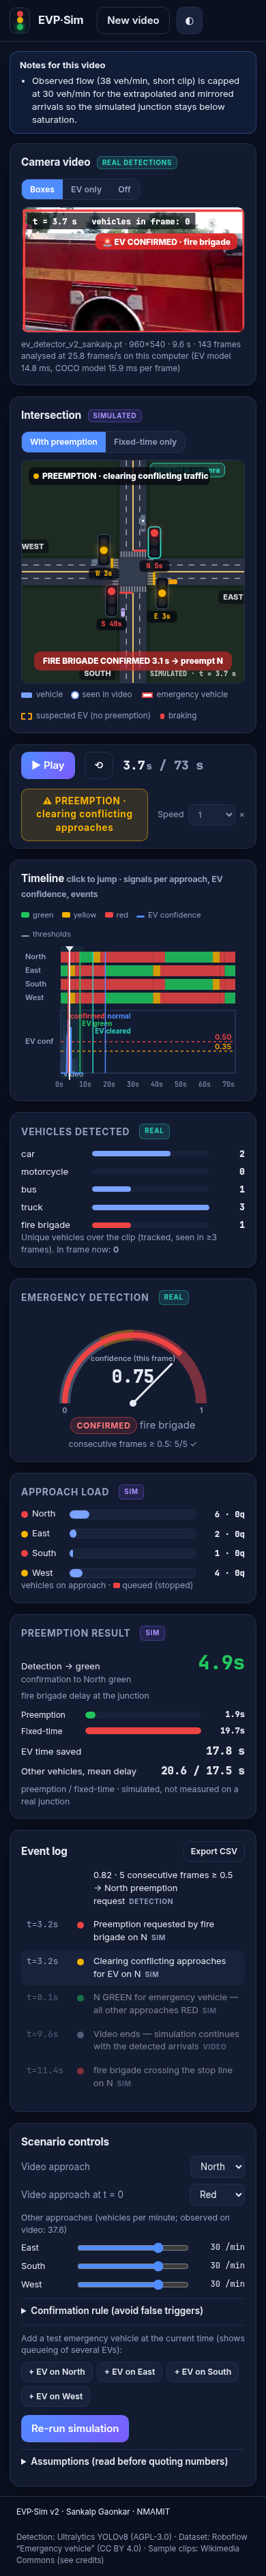 EVP·Sim
New video
Notes for this video
Observed flow (38 veh/min, short clip) is capped
at 30 veh/min for the extrapolated and mirrored
arrivals so the simulated junction stays below
saturation.
Camera video REAL DETECTIONS
Boxes EV only Off
t = 3.7 s vehicles in frame: 0
EV CONFIRMED · fire brigade
ev_detector_v2_sankalp.pt · 960×540 · 9.6 s · 143 frames
analysed at 25.8 frames/s on this computer (EV model
14.8 ms, COCO model 15.9 ms per frame)
Intersection SIMULATED
With preemption Fixed-time only
PREEMPTION · clearing conflicting traffic
WEST
N 3s
N 5s
EAST
S 40s
E 3s
FIRE BRIGADE CONFIRMED 3.1 s → preempt N
SOUTH
SIMULATED · t = 3.7 s
vehicle seen in video emergency vehicle
suspected EV (no preemption) braking
▶ Play ⟲ 3.7s / 73 s
⚠ PREEMPTION ·
clearing conflicting
approaches
Speed 1 ×
Timeline click to jump · signals per approach, EV
confidence, events
green yellow red EV confidence
thresholds
North
East
South
West
EV conf
confirmed normal
EV green
EV cleared
0.50
0.35
video
0s 10s 20s 30s 40s 50s 60s 70s
VEHICLES DETECTED REAL
car 2
motorcycle 0
bus 1
truck 3
fire brigade 1
Unique vehicles over the clip (tracked, seen in ≥3
frames). In frame now: 0
EMERGENCY DETECTION REAL
confidence (this frame)
0.75
0 1
CONFIRMED fire brigade
consecutive frames ≥ 0.5: 5/5 ✓
APPROACH LOAD SIM
North 6 · 0q
East 2 · 0q
South 1 · 0q
West 4 · 0q
vehicles on approach · queued (stopped)
PREEMPTION RESULT SIM
Detection → green 4.9s
confirmation to North green
fire brigade delay at the junction
Preemption 1.9s
Fixed-time 19.7s
EV time saved 17.8 s
Other vehicles, mean delay 20.6 / 17.5 s
preemption / fixed-time · simulated, not measured on a
real junction
Event log Export CSV
0.82 · 5 consecutive frames ≥ 0.5
→ North preemption
request DETECTION
t=3.2s Preemption requested by fire
brigade on N SIM
t=3.2s Clearing conflicting approaches
for EV on N SIM
t=8.1s N GREEN for emergency vehicle —
all other approaches RED SIM
t=9.6s Video ends — simulation continues
with the detected arrivals VIDEO
t=11.4s fire brigade crossing the stop line
on N SIM
Scenario controls
Video approach North
Video approach at t = 0 Red
Other approaches (vehicles per minute; observed on
video: 37.6)
East 30 /min
South 30 /min
West 30 /min
▶ Confirmation rule (avoid false triggers)
Add a test emergency vehicle at the current time (shows
queueing of several EVs):
+ EV on North + EV on East + EV on South
+ EV on West
Re-run simulation
▶ Assumptions (read before quoting numbers)
EVP·Sim v2 · Sankalp Gaonkar · NMAMIT
Detection: Ultralytics YOLOv8 (AGPL-3.0) · Dataset: Roboflow
"Emergency vehicle" (CC BY 4.0) · Sample clips: Wikimedia
Commons (see credits)